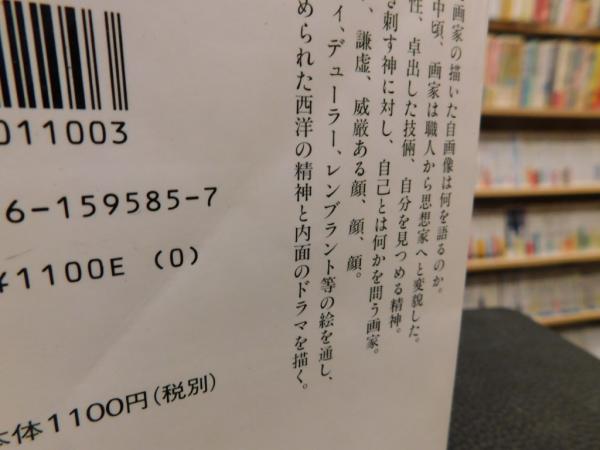 画家の描いた自画像は何を語るのか。
中頃、画家は職人から思想家へと変貌した。
性、卓出した技倆、自分を見つめる精神。
き刺す神に対し、自己とは何かを問う画家。
、謙虚、威厳ある顔、顔、顔。
ィ、デューラー、レンブラント等の絵を通し、
められた西洋の精神と内面のドラマを描く。
011003
6-159585-7
¥1100E (0)
本体1100円(税別)